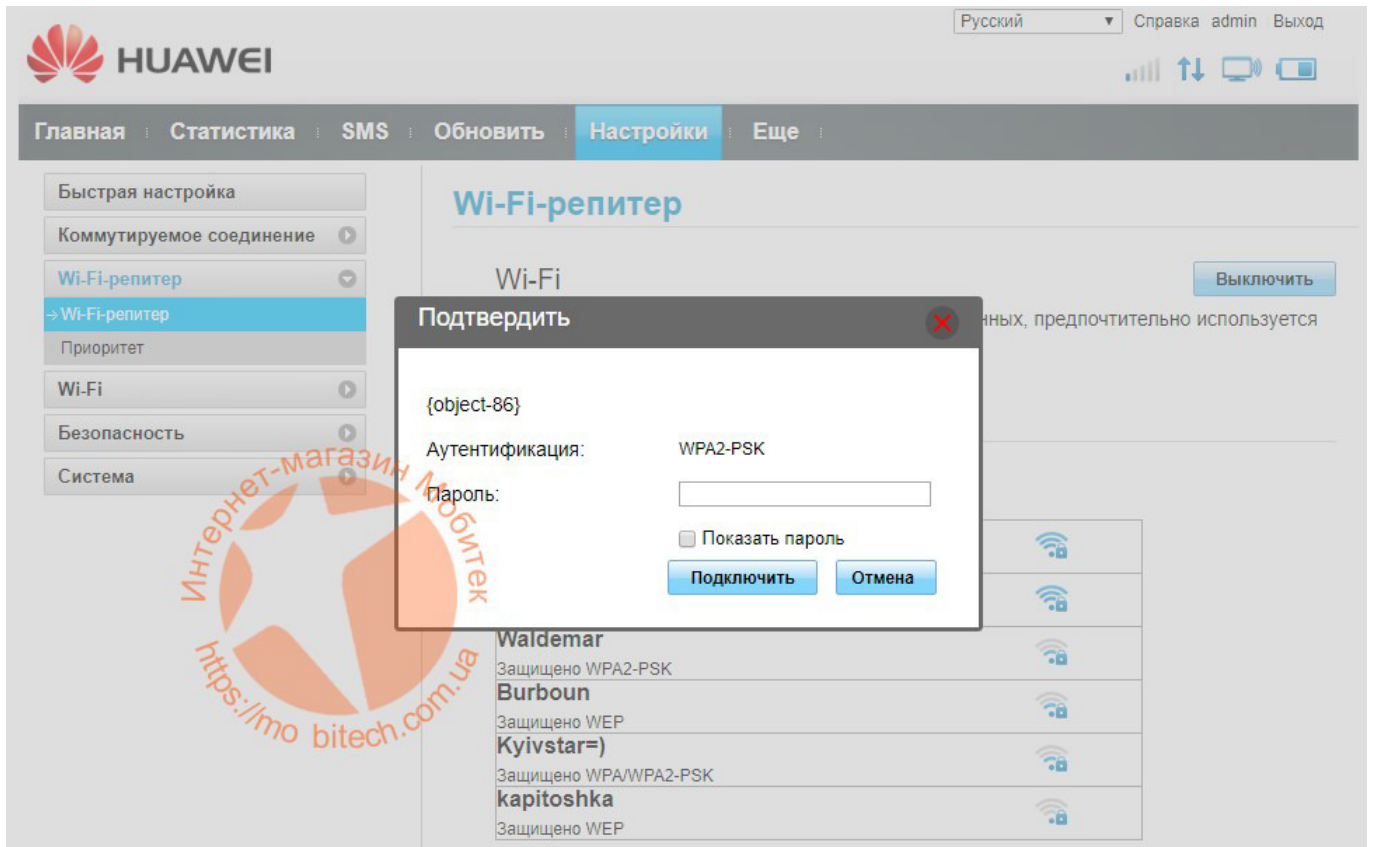 Русский Справка admin Выход
HUAWEI
Главная Статистика SMS Обновить Настройки Еще
Быстрая настройка
Коммутируемое соединение
Wi-Fi-репитер
Wi-Fi-репитер
Приоритет
Wi-Fi
Безопасность
Система
Wi-Fi-репитер
Wi-Fi
Выключить
нных, предпочтительно используется
Подтвердить
{object-86}
Аутентификация: WPA2-PSK
Пароль:
Показать пароль
Подключить Отмена
Waldemar
Защищено WPA2-PSK
Burboun
Защищено WEP
Kyivstar=)
Защищено WPA/WPA2-PSK
kapitoshka
Защищено WEP
Интернет-магазин Мобитек
https://mo bitech.com.ua